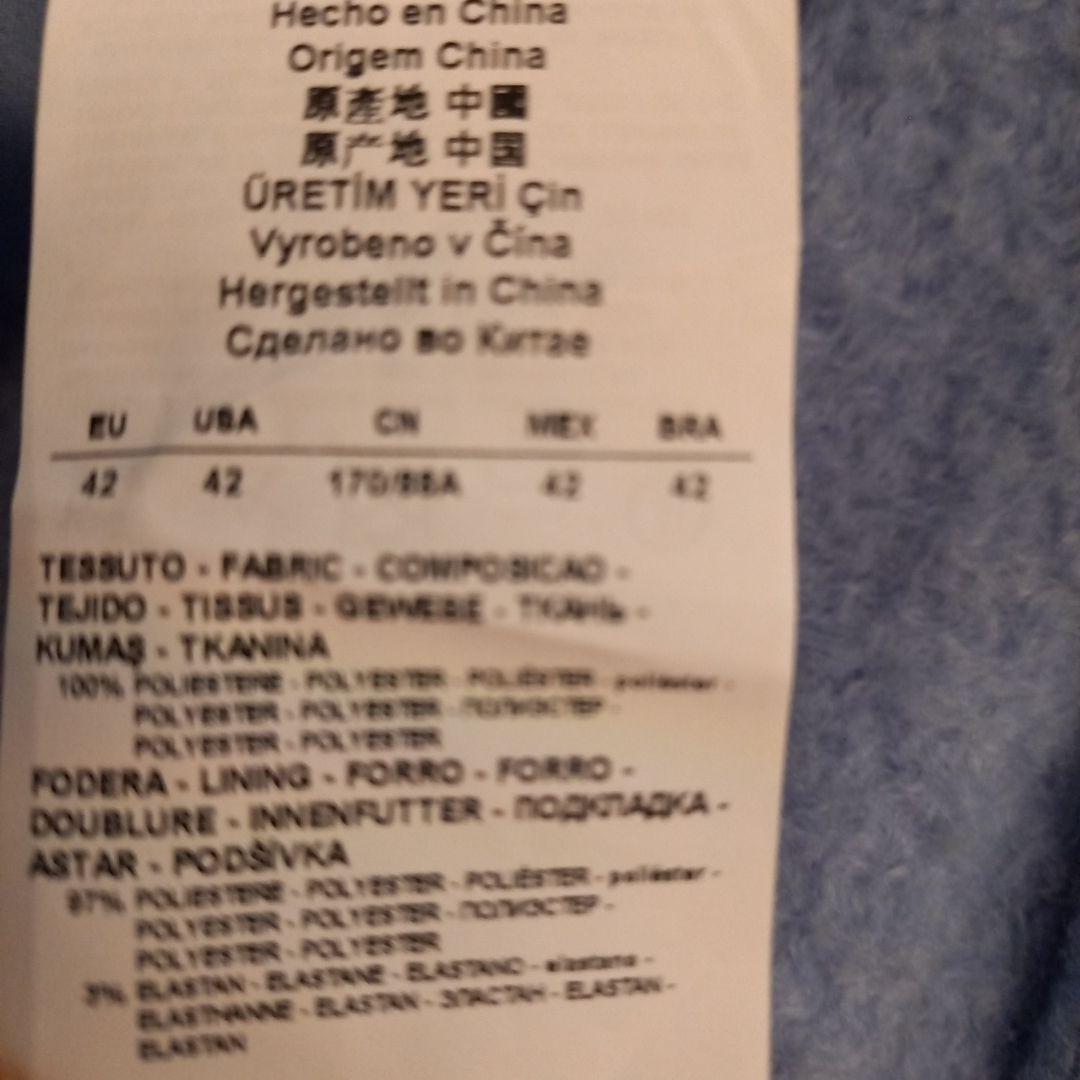 Hecho en China
Origem China
原產地 中國
原产地 中国
ÜRETİM YERİ Çin
Vyrobeno v Čína
Hergestellt in China
Сделано во Китае
EU USA CN MEX BRA
42 42 170/88A 42 42
TESSUTO - FABRIC - COMPOSICAO -
TEJIDO - TISSUS - GEWEBE - ТКАНЬ -
KUMAŞ - TKANINA
100% POLIESTERE - POLYESTER - POLIÉSTER - poliéster -
POLYESTER - POLYESTER - ПОЛИЭСТЕР -
POLYESTER - POLYESTER
FODERA - LINING - FORRO - FORRO -
DOUBLURE - INNENFUTTER - ПОДКЛАДКА -
ASTAR - PODŠÍVKA
97% POLIESTERE - POLYESTER - POLIÉSTER - poliéster -
POLYESTER - POLYESTER - ПОЛИЭСТЕР -
POLYESTER - POLYESTER
3% ELASTAN - ELASTANE - ELASTANO - elastano -
ELASTHANNE - ELASTAN - ЭЛАСТАН - ELASTAN -
ELASTAN